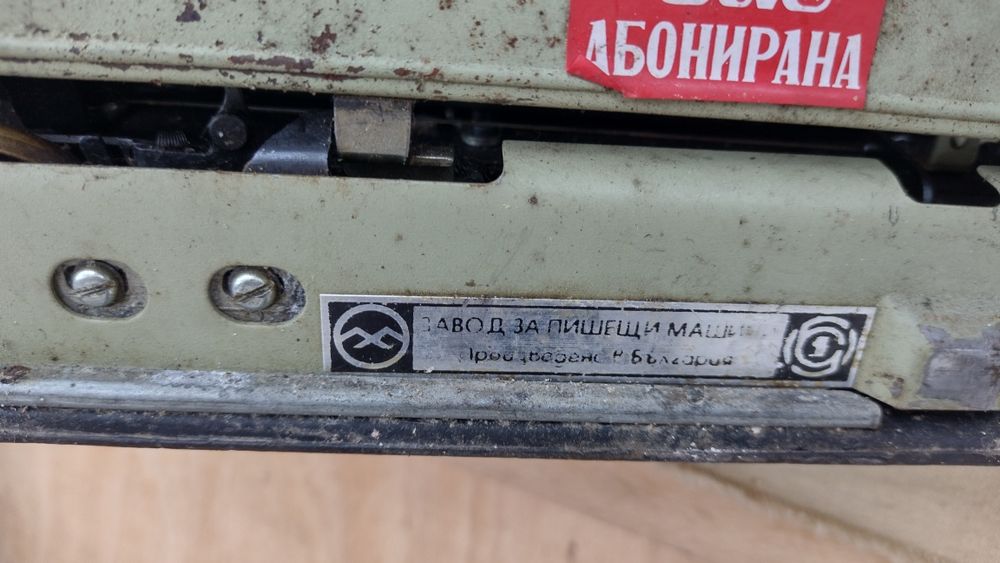 АБОНИРАНА
ЗАВОД ЗА ПИШЕЩИ
Произведено в България